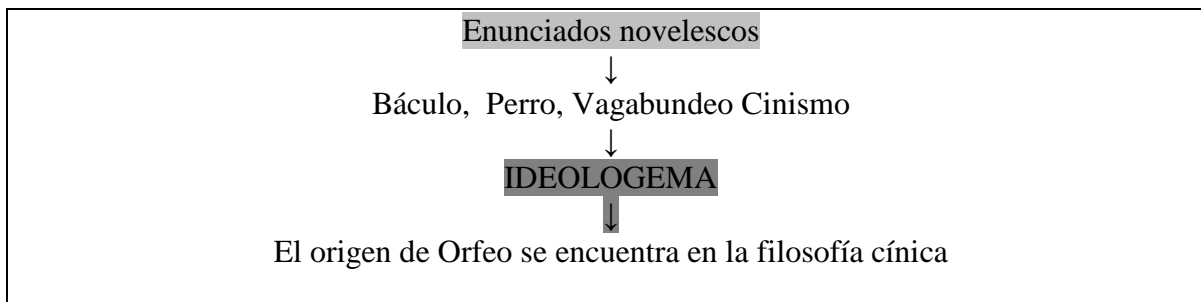 Enunciados novelescos
↓
Báculo, Perro, Vagabundeo Cinismo
↓
IDEOLOGEMA
↓
El origen de Orfeo se encuentra en la filosofía cínica